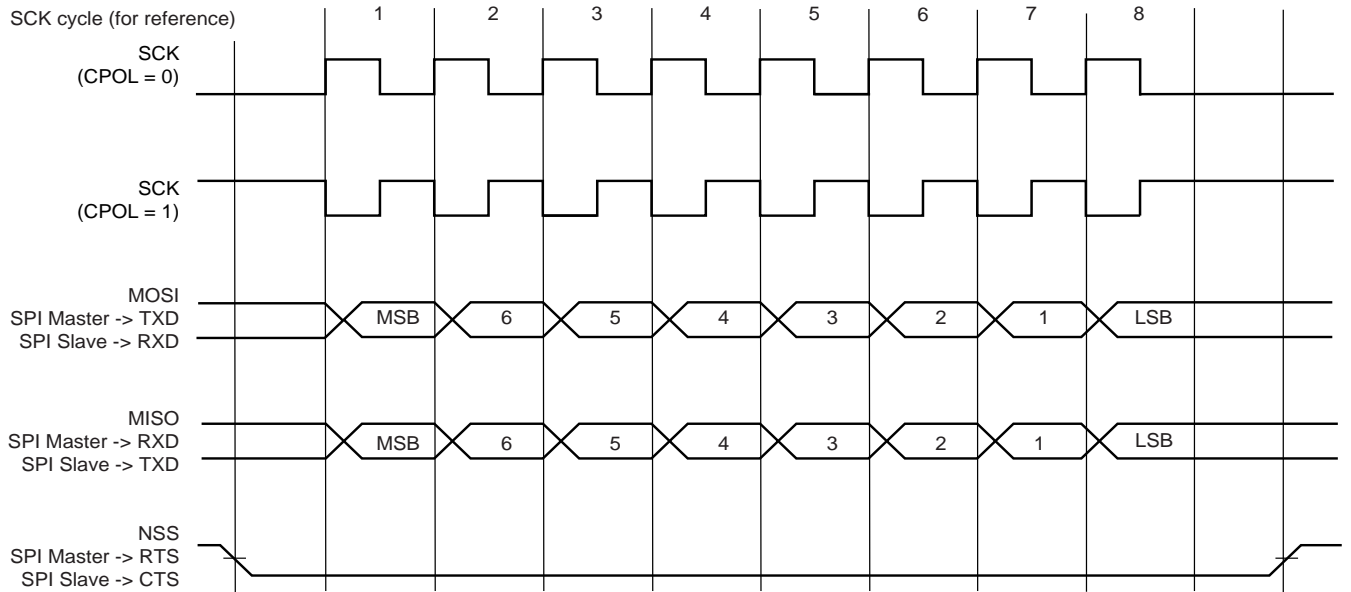 SCK cycle (for reference)
1 2 3 4 5 6 7 8
SCK
(CPOL = 0)
SCK
(CPOL = 1)
MOSI
SPI Master -> TXD
SPI Slave -> RXD
MSB 6 5 4 3 2 1 LSB
MISO
SPI Master -> RXD
SPI Slave -> TXD
MSB 6 5 4 3 2 1 LSB
NSS
SPI Master -> RTS
SPI Slave -> CTS